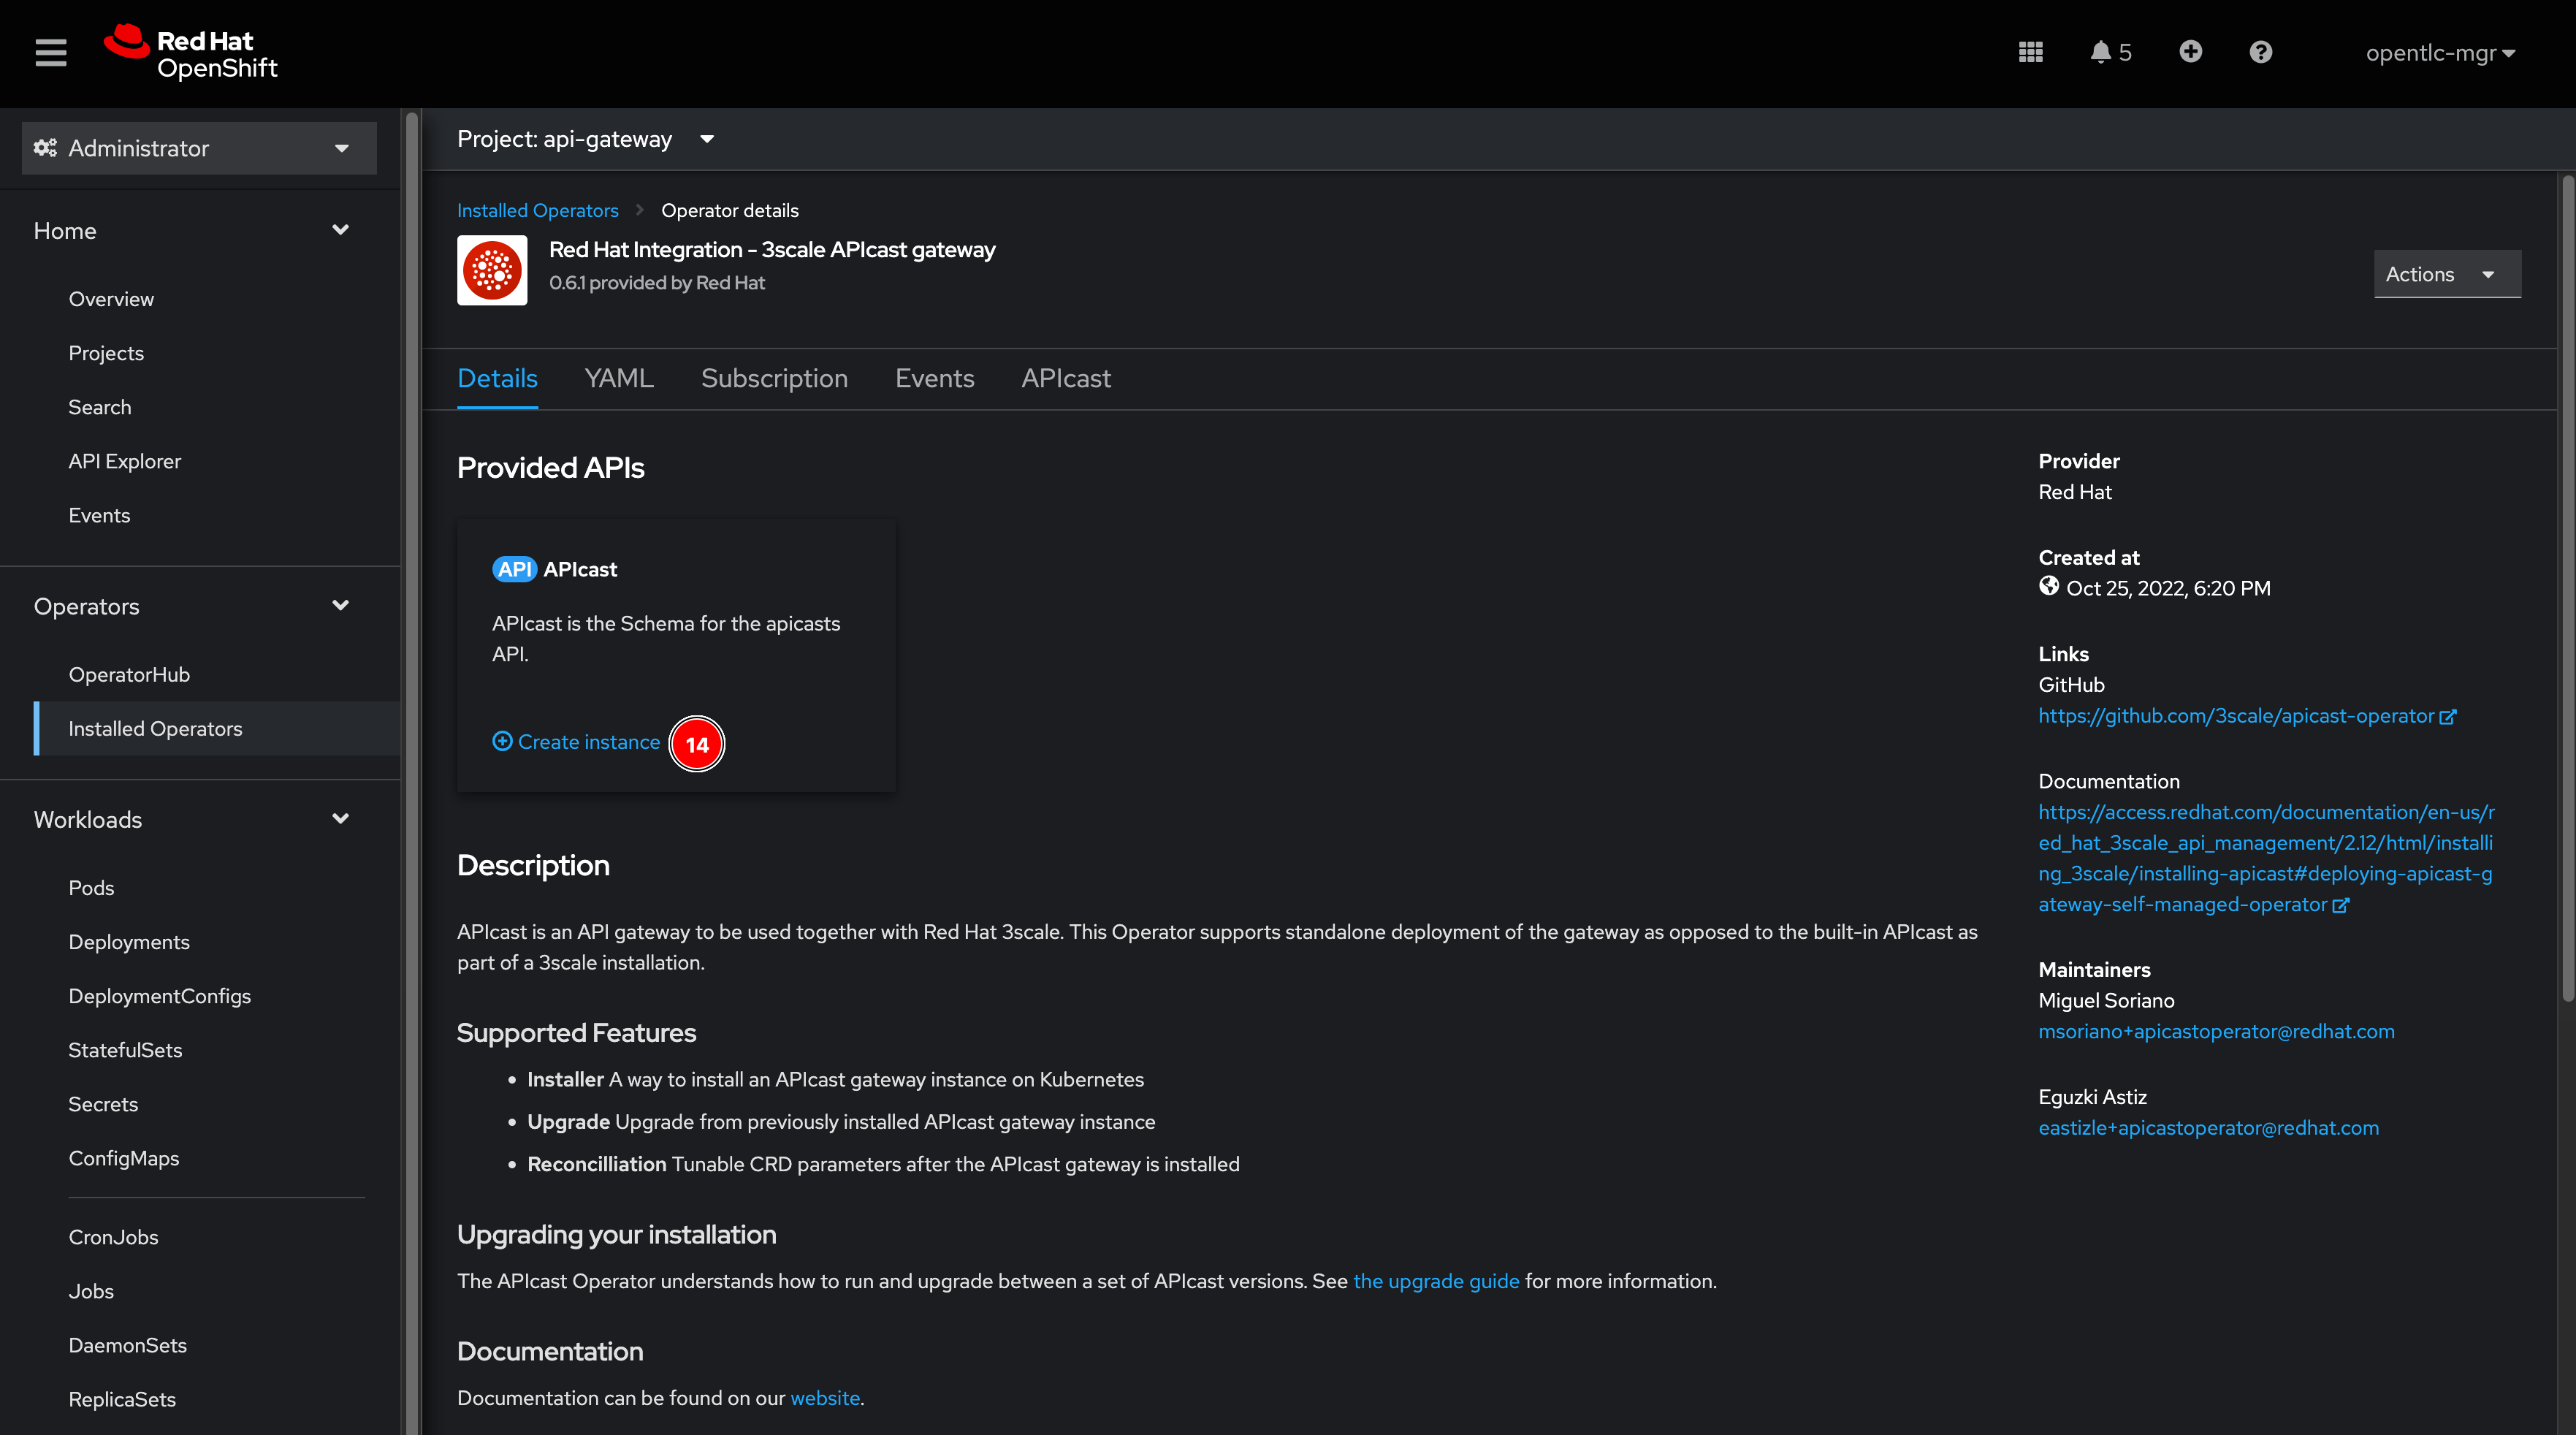 Red Hat
OpenShift
5
opentlc-mgr
Administrator
Home
Overview
Projects
Search
API Explorer
Events
Operators
OperatorHub
Installed Operators
Workloads
Pods
Deployments
DeploymentConfigs
StatefulSets
Secrets
ConfigMaps
CronJobs
Jobs
DaemonSets
ReplicaSets
Project: api-gateway
Installed Operators > Operator details
Red Hat Integration - 3scale APIcast gateway
0.6.1 provided by Red Hat
Actions
Details YAML Subscription Events APIcast
Provided APIs
API APIcast
APIcast is the Schema for the apicasts
API.
Create instance 14
Description
APIcast is an API gateway to be used together with Red Hat 3scale. This Operator supports standalone deployment of the gateway as opposed to the built-in APIcast as
part of a 3scale installation.
Supported Features
• Installer A way to install an APIcast gateway instance on Kubernetes
• Upgrade Upgrade from previously installed APIcast gateway instance
• Reconcilliation Tunable CRD parameters after the APIcast gateway is installed
Upgrading your installation
The APIcast Operator understands how to run and upgrade between a set of APIcast versions. See the upgrade guide for more information.
Documentation
Documentation can be found on our website.
Provider
Red Hat
Created at
Oct 25, 2022, 6:20 PM
Links
GitHub
https://github.com/3scale/apicast-operator
Documentation
https://access.redhat.com/documentation/en-us/r
ed_hat_3scale_api_management/2.12/html/installi
ng_3scale/installing-apicast#deploying-apicast-g
ateway-self-managed-operator
Maintainers
Miguel Soriano
msoriano+apicastoperator@redhat.com
Eguzki Astiz
eastizle+apicastoperator@redhat.com